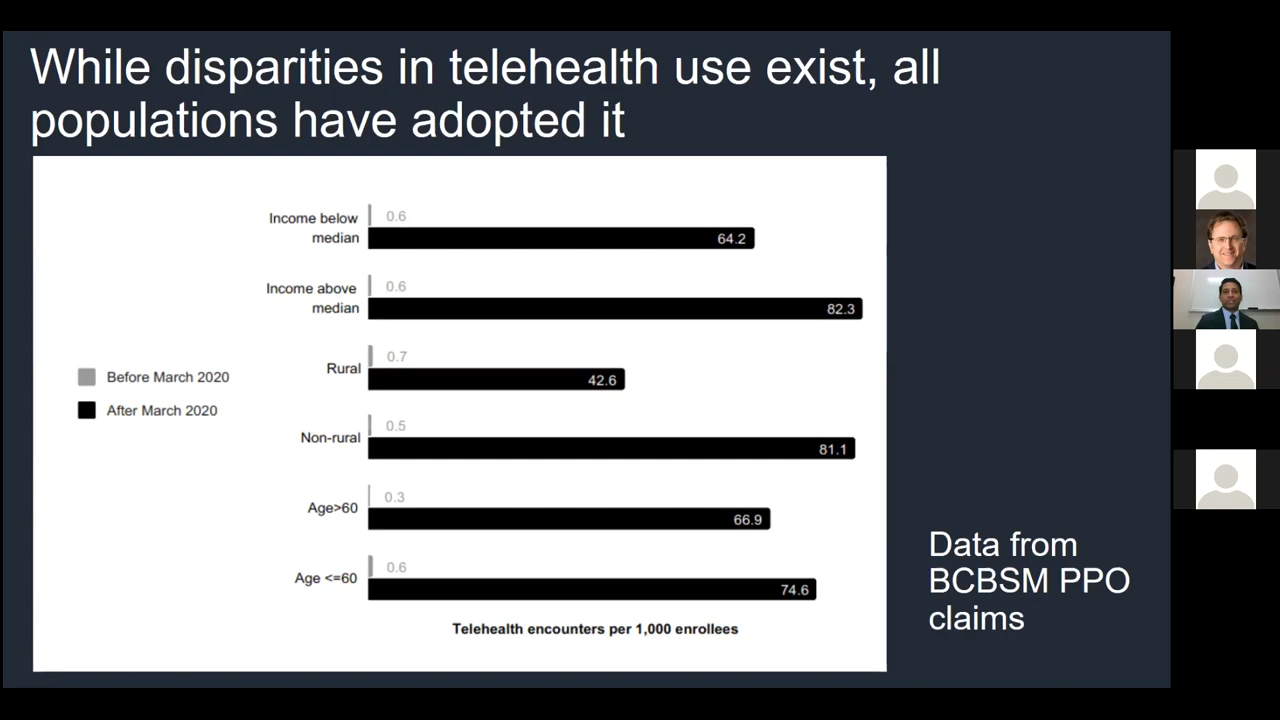 While disparities in telehealth use exist, all
populations have adopted it
Income below
median
0.6
64.2
Income above
median
0.6
82.3
Rural
0.7
42.6
Before March 2020
After March 2020
Non-rural
0.5
81.1
Age>60
0.3
66.9
Age <=60
0.6
74.6
Telehealth encounters per 1,000 enrollees
Data from
BCBSM PPO
claims